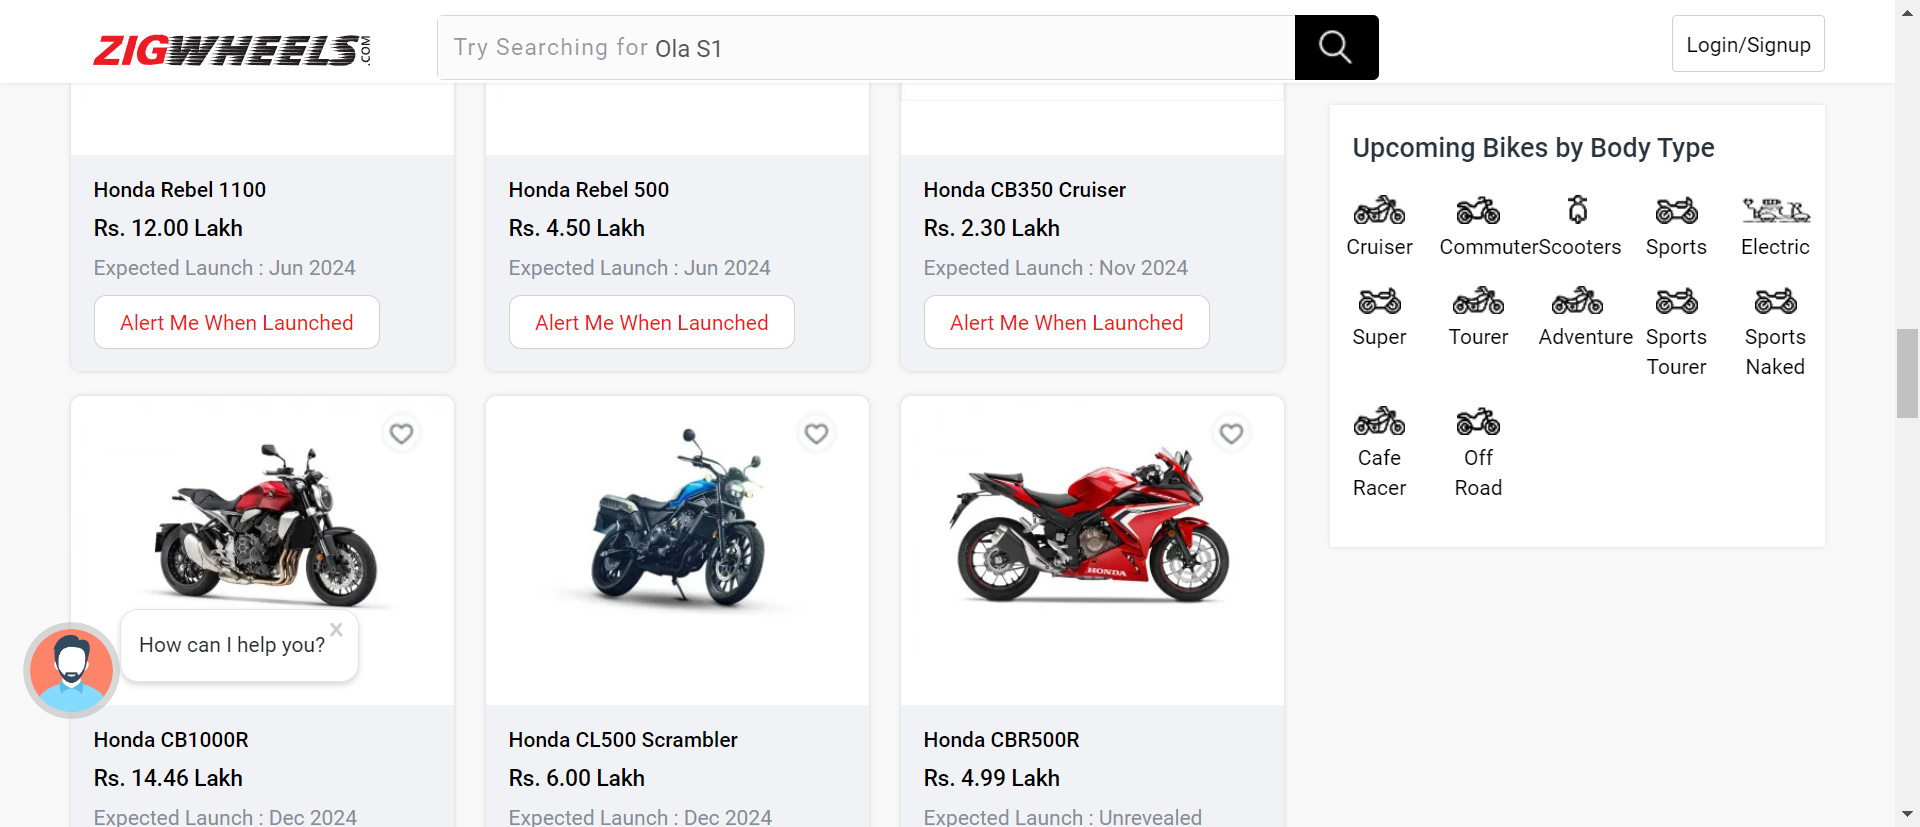 ZIGWHEELS.COM
Try Searching for Ola S1
Login/Signup
Honda Rebel 1100
Rs. 12.00 Lakh
Expected Launch : Jun 2024
Alert Me When Launched
Honda Rebel 500
Rs. 4.50 Lakh
Expected Launch : Jun 2024
Alert Me When Launched
Honda CB350 Cruiser
Rs. 2.30 Lakh
Expected Launch : Nov 2024
Alert Me When Launched
Upcoming Bikes by Body Type
Cruiser
Commuter
Scooters
Sports
Electric
Super
Tourer
Adventure
Sports
Tourer
Sports
Naked
Cafe
Racer
Off
Road
HONDA
How can I help you?
Honda CB1000R
Rs. 14.46 Lakh
Expected Launch : Dec 2024
Honda CL500 Scrambler
Rs. 6.00 Lakh
Expected Launch : Dec 2024
Honda CBR500R
Rs. 4.99 Lakh
Expected Launch : Unrevealed